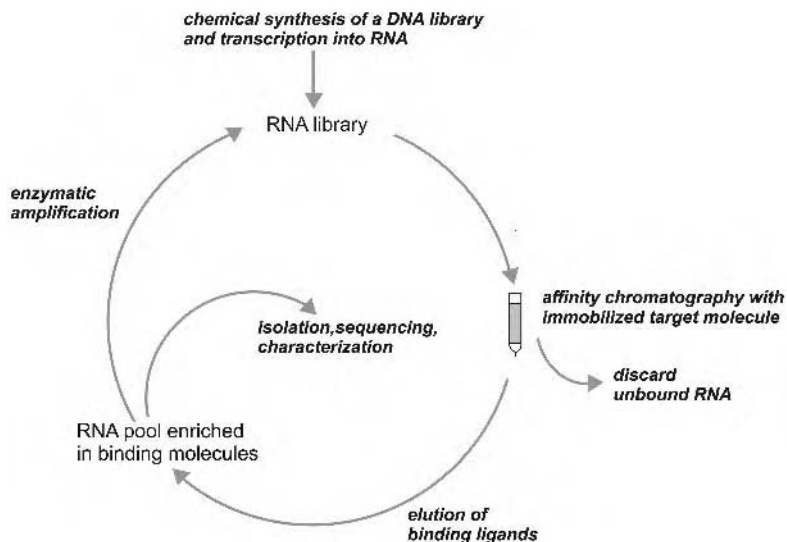 chemical synthesis of a DNA library
and transcription into RNA
RNA library
enzymatic
amplification
affinity chromatography with
immobilized target molecule
isolation,sequencing,
characterization
discard
unbound RNA
RNA pool enriched
in binding molecules
elution of
binding ligands